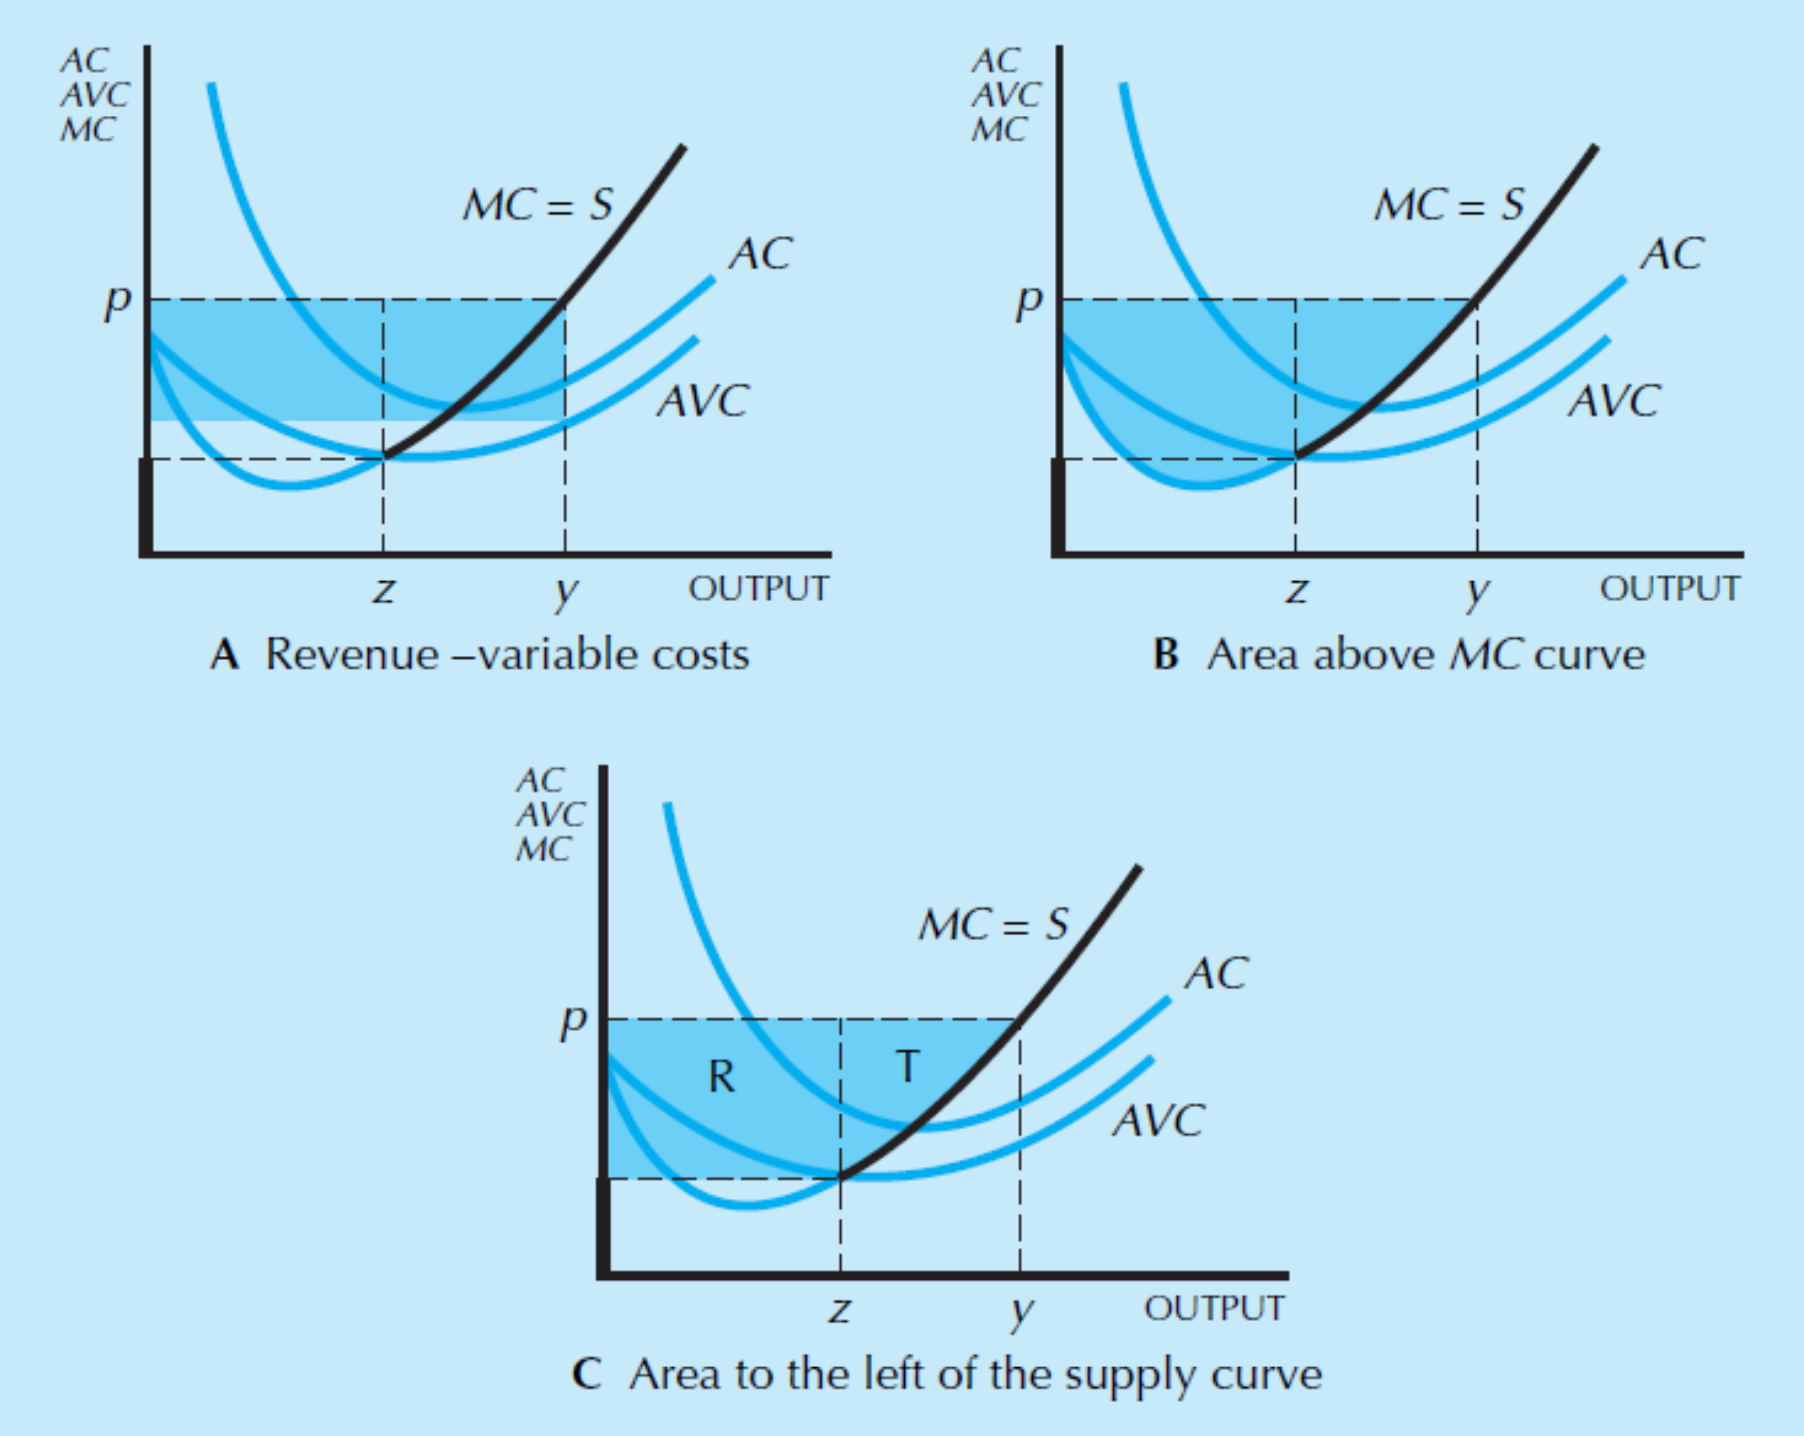 AC
AVC
MC
MC = S
AC
p
AVC
z
y
OUTPUT
A Revenue –variable costs
AC
AVC
MC
MC = S
AC
p
AVC
z
y
OUTPUT
B Area above MC curve
AC
AVC
MC
MC = S
AC
p
R
T
AVC
z
y
OUTPUT
C Area to the left of the supply curve